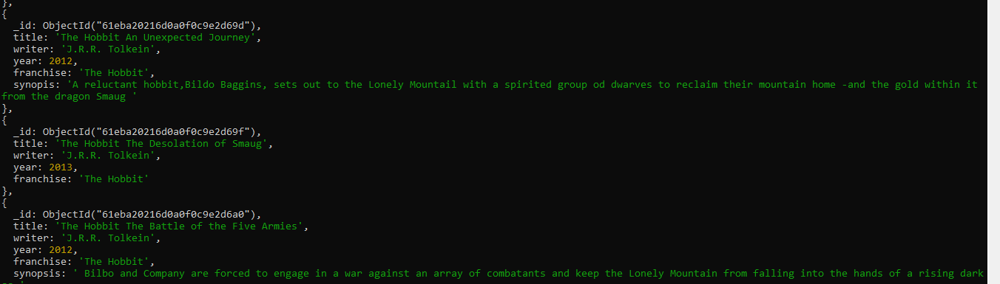 },
{
_id: ObjectId("61eba20216d0a0f0c9e2d69d"),
title: 'The Hobbit An Unexpected Journey',
writer: 'J.R.R. Tolkein',
year: 2012,
franchise: 'The Hobbit',
synopis: 'A reluctant hobbit,Bildo Baggins, sets out to the Lonely Mountail with a spirited group od dwarves to reclaim their mountain home -and the gold within it
from the dragon Smaug '
},
{
_id: ObjectId("61eba20216d0a0f0c9e2d69f"),
title: 'The Hobbit The Desolation of Smaug',
writer: 'J.R.R. Tolkein',
year: 2013,
franchise: 'The Hobbit'
},
{
_id: ObjectId("61eba20216d0a0f0c9e2d6a0"),
title: 'The Hobbit The Battle of the Five Armies',
writer: 'J.R.R. Tolkein',
year: 2012,
franchise: 'The Hobbit',
synopsis: ' Bilbo and Company are forced to engage in a war against an array of combatants and keep the Lonely Mountain from falling into the hands of a rising dark